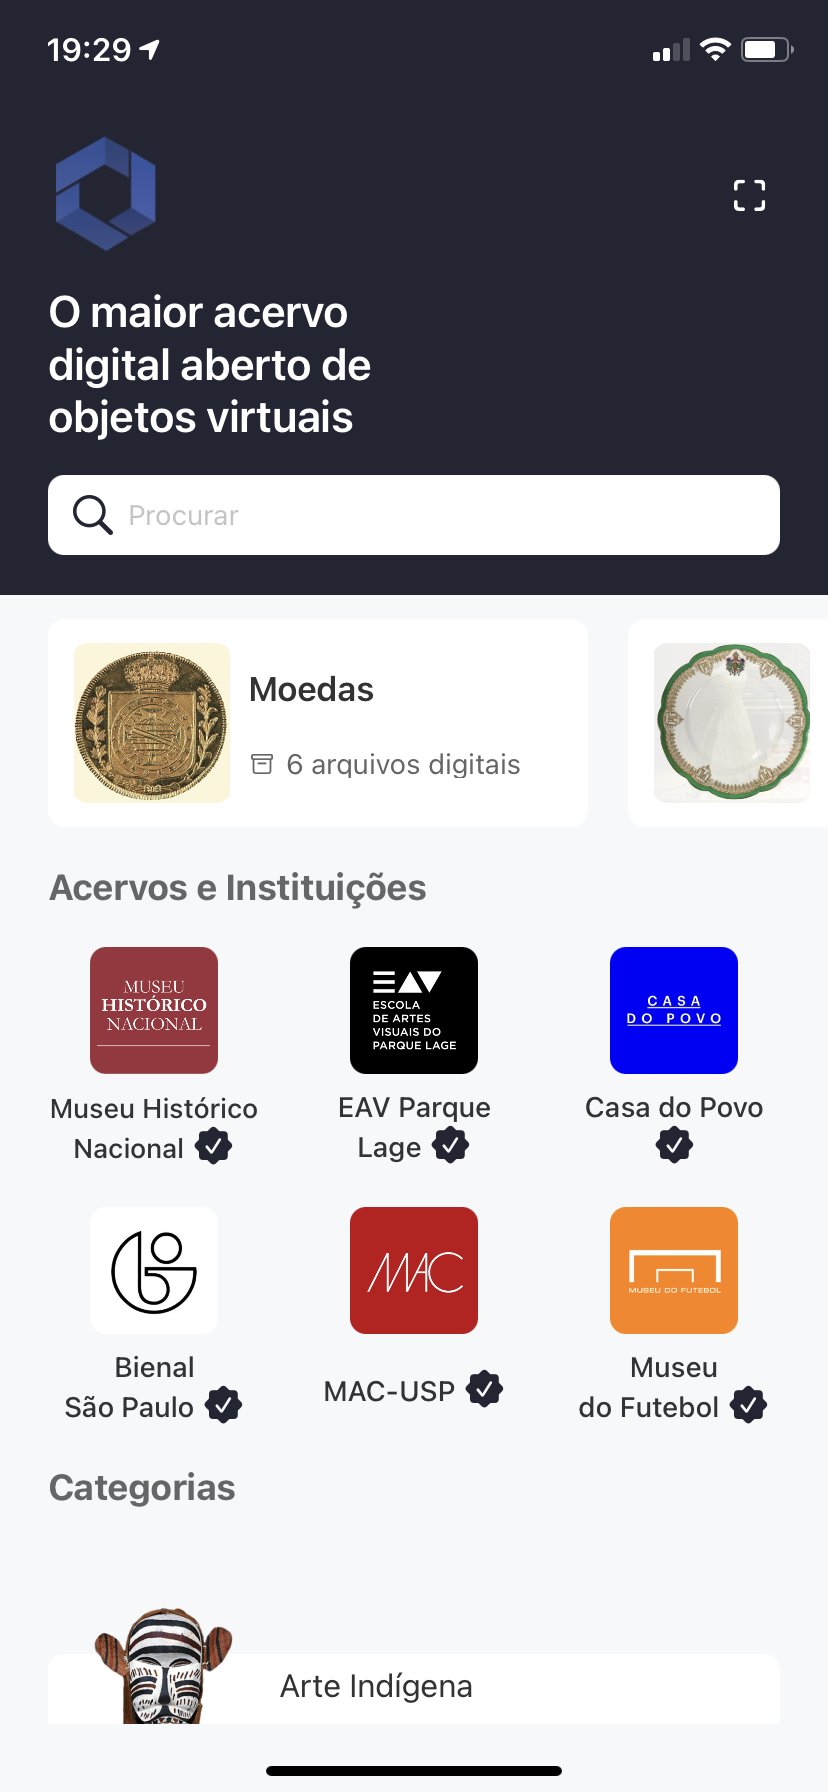 19:29
O maior acervo
digital aberto de
objetos virtuais
Procurar
Moedas
6 arquivos digitais
Acervos e Instituições
MUSEU
HISTÓRICO
NACIONAL
EAV
ESCOLA
DE ARTES
VISUAIS DO
PARQUE LAGE
CASA
DO POVO
Museu Histórico
Nacional
EAV Parque
Lage
Casa do Povo
MAC
MUSEU DO FUTEBOL
Bienal
São Paulo
MAC-USP
Museu
do Futebol
Categorias
Arte Indígena